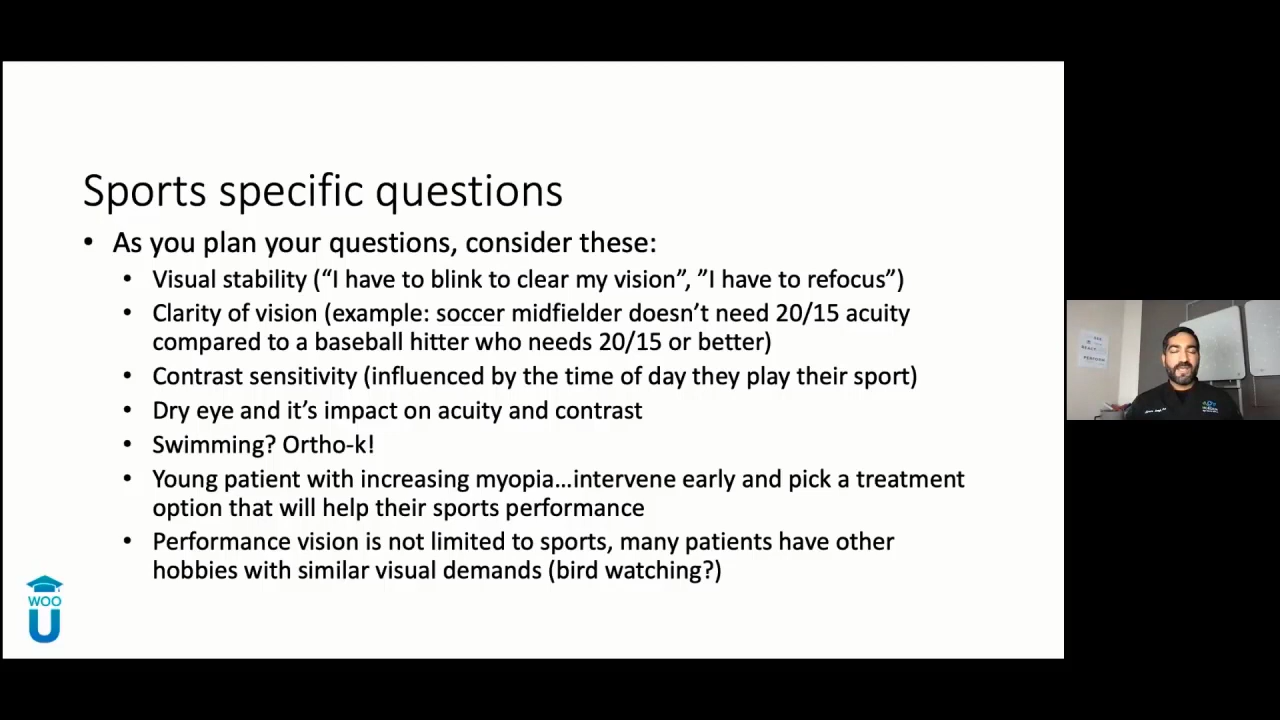 Sports specific questions
• As you plan your questions, consider these:
• Visual stability (“I have to blink to clear my vision”, ”I have to refocus”)
• Clarity of vision (example: soccer midfielder doesn’t need 20/15 acuity
compared to a baseball hitter who needs 20/15 or better)
• Contrast sensitivity (influenced by the time of day they play their sport)
• Dry eye and it’s impact on acuity and contrast
• Swimming? Ortho-k!
• Young patient with increasing myopia…intervene early and pick a treatment
option that will help their sports performance
• Performance vision is not limited to sports, many patients have other
hobbies with similar visual demands (bird watching?)
WOO
U
PERFORM